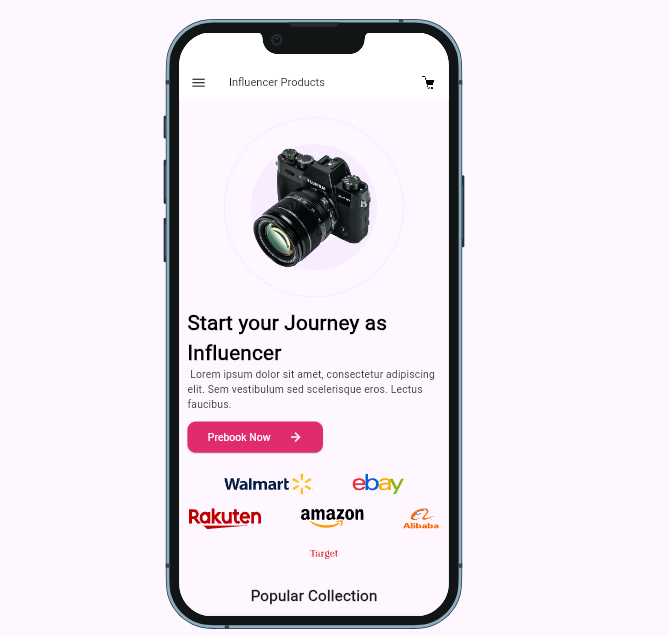 Influencer Products
FUJIFILM
Start your Journey as
Influencer
Lorem ipsum dolor sit amet, consectetur adipiscing
elit. Sem vestibulum sed scelerisque eros. Lectus
faucibus.
Prebook Now
Walmart ebay
Rakuten amazon Alibaba
Target
Popular Collection